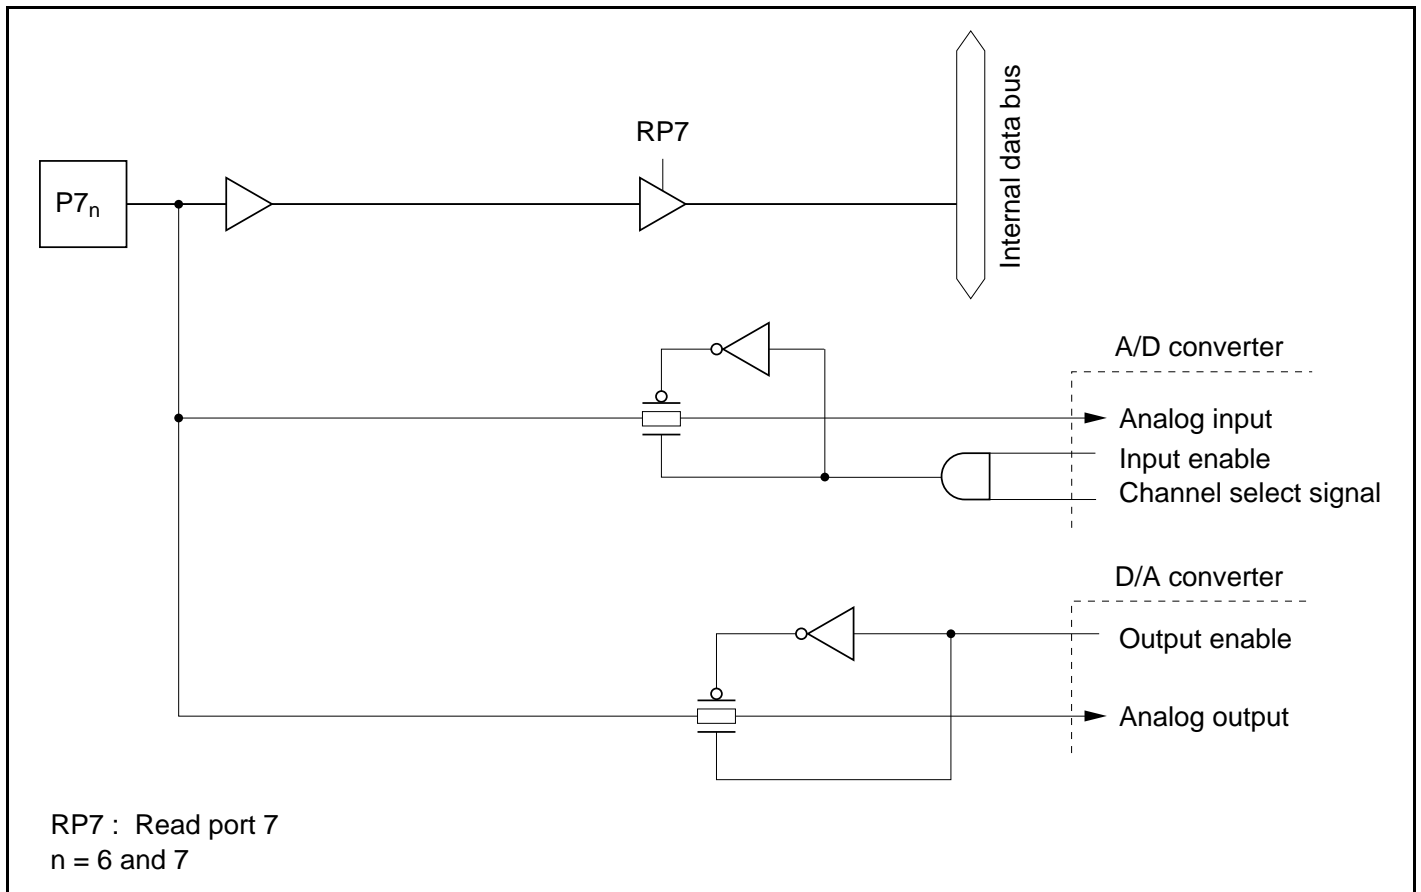 RP7
P7n
Internal data bus
A/D converter
Analog input
Input enable
Channel select signal
D/A converter
Output enable
Analog output
RP7 : Read port 7
n = 6 and 7